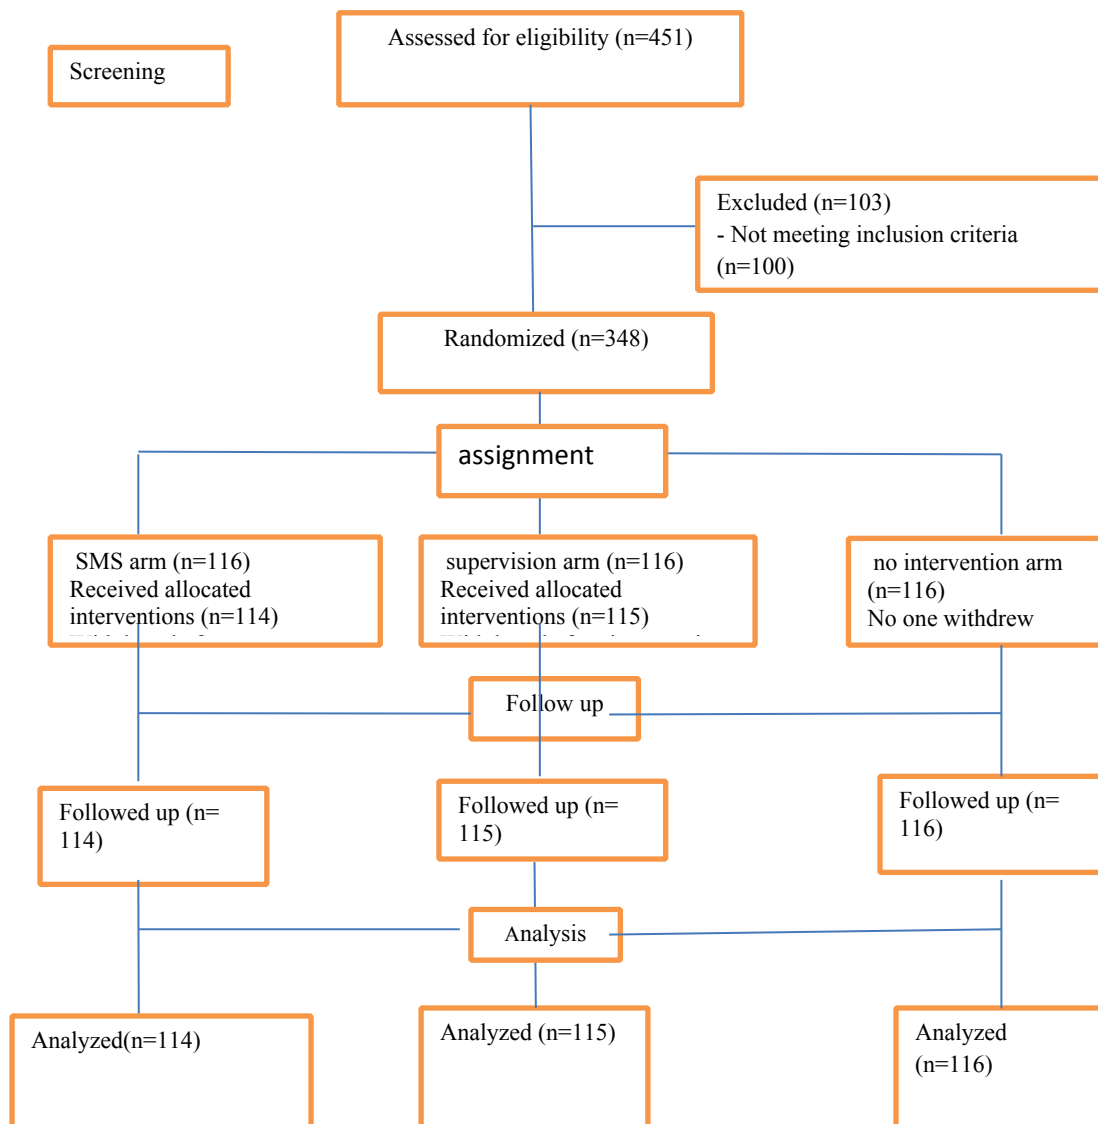 Assessed for eligibility (n=451)
Screening
Excluded (n=103)
- Not meeting inclusion criteria
(n=100)
Randomized (n=348)
assignment
SMS arm (n=116)
Received allocated
interventions (n=114)
supervision arm (n=116)
Received allocated
interventions (n=115)
no intervention arm
(n=116)
No one withdrew
Follow up
Followed up (n=
114)
Followed up (n=
115)
Followed up (n=
116)
Analysis
Analyzed(n=114)
Analyzed (n=115)
Analyzed
(n=116)